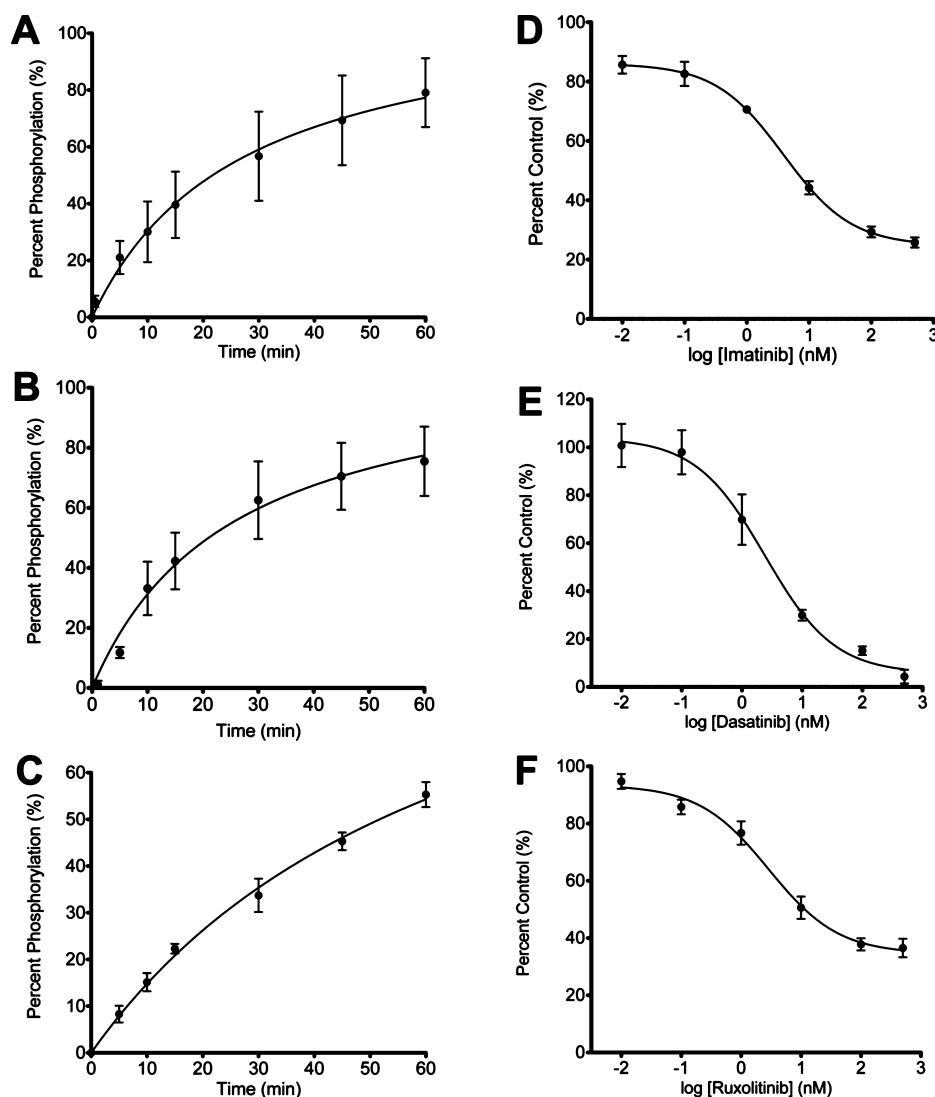 A
Percent Phosphorylation (%)
100
80
60
40
20
0
0 10 20 30 40 50 60
Time (min)
D
Percent Control (%)
100
80
60
40
20
0
-2 -1 0 1 2 3
log [Imatinib] (nM)
B
Percent Phosphorylation (%)
100
80
60
40
20
0
0 10 20 30 40 50 60
Time (min)
E
Percent Control (%)
120
100
80
60
40
20
0
-2 -1 0 1 2 3
log [Dasatinib] (nM)
C
Percent Phosphorylation (%)
60
50
40
30
20
10
0
0 10 20 30 40 50 60
Time (min)
F
Percent Control (%)
100
80
60
40
20
0
-2 -1 0 1 2 3
log [Ruxolitinib] (nM)